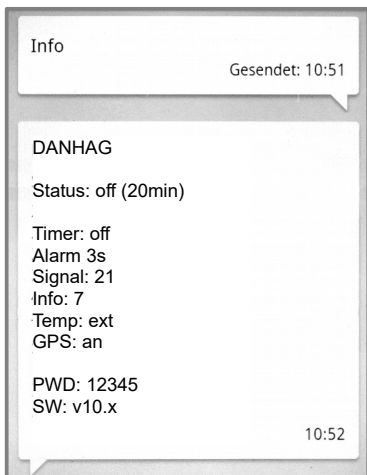 Info
Gesendet: 10:51
DANHAG
Status: off (20min)
Timer: off
Alarm 3s
Signal: 21
Info: 7
Temp: ext
GPS: an
PWD: 12345
SW: v10.x
10:52